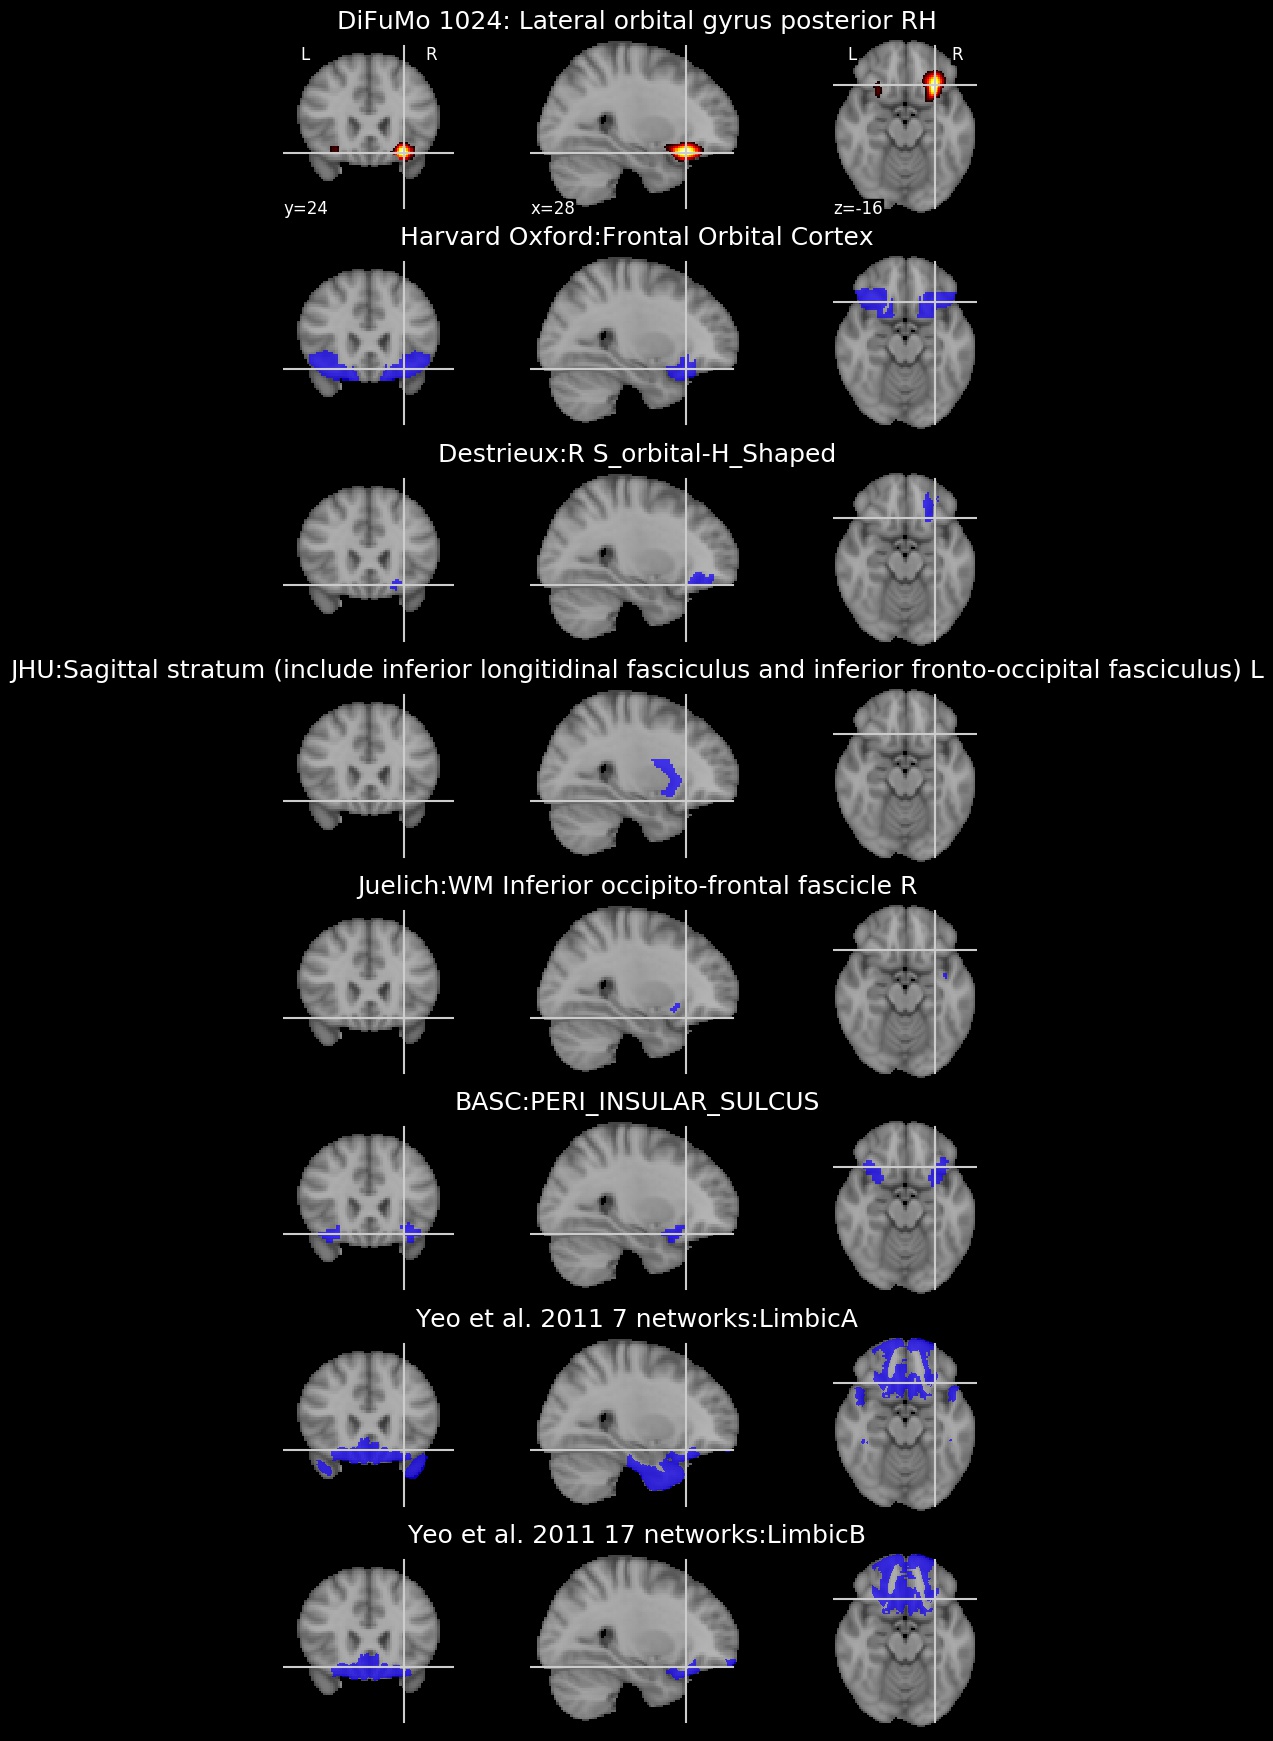 DiFuMo 1024: Lateral orbital gyrus posterior RH
L R L R
y=24 x=28 z=-16
Harvard Oxford:Frontal Orbital Cortex
Destrieux:R S_orbital-H_Shaped
JHU:Sagittal stratum (include inferior longitidinal fasciculus and inferior fronto-occipital fasciculus) L
Juelich:WM Inferior occipito-frontal fascicle R
BASC:PERI_INSULAR_SULCUS
Yeo et al. 2011 7 networks:LimbicA
Yeo et al. 2011 17 networks:LimbicB